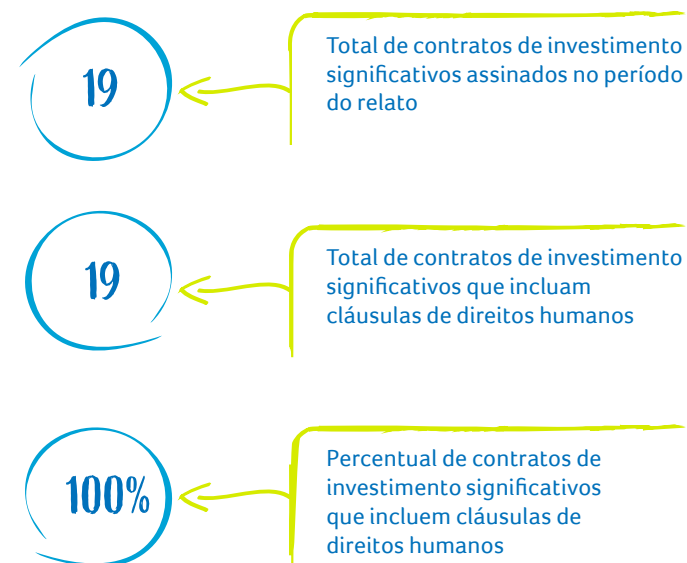 19
Total de contratos de investimento
significativos assinados no período
do relato
19
Total de contratos de investimento
significativos que incluam
cláusulas de direitos humanos
100%
Percentual de contratos de
investimento significativos
que incluem cláusulas de
direitos humanos